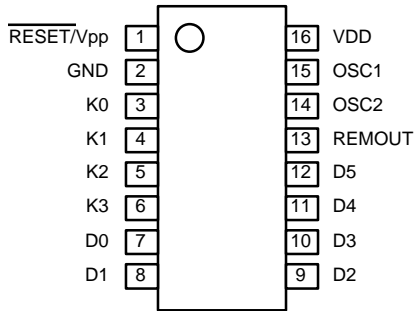 RESET/Vpp 1 16 VDD
GND 2 15 OSC1
K0 3 14 OSC2
K1 4 13 REMOUT
K2 5 12 D5
K3 6 11 D4
D0 7 10 D3
D1 8 9 D2